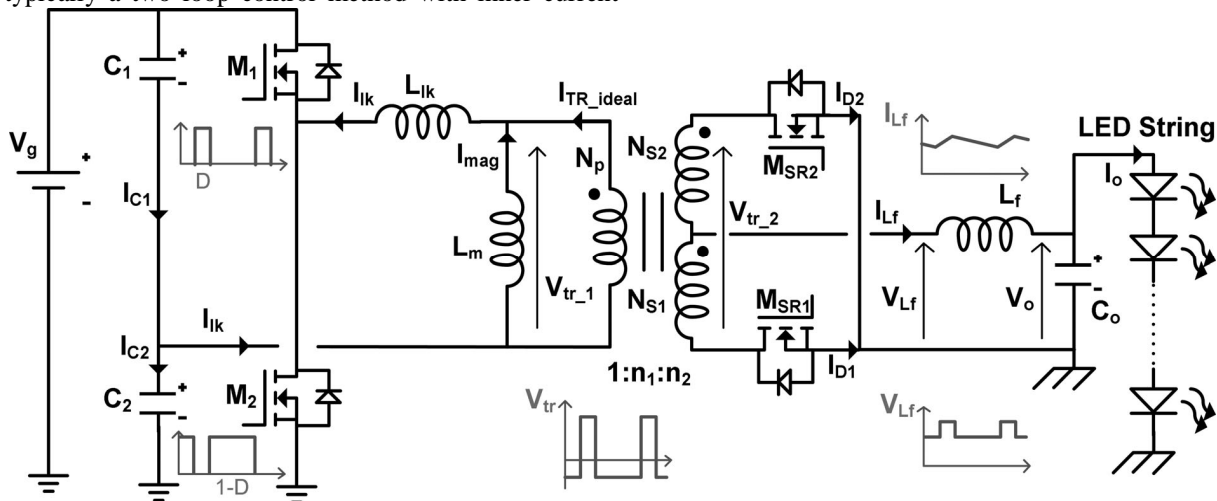 typically a two loop control method with inner current
C1
M1
Llk
Ilk
ITR_ideal
ID2
ILf
LED String
NS2
MSR2
Vg
D
Imag
Np
Io
Lf
IC1
Vtr_2
ILf
Lm
Vtr_1
NS1
MSR1
VLf
Vo
Co
Ilk
IC2
ID1
C2
M2
1:n1:n2
Vtr
VLf
1-D